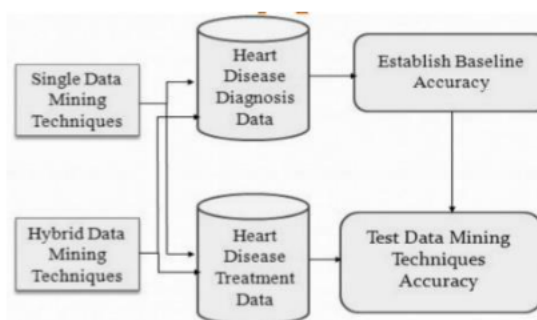 Single Data
Mining
Techniques
Heart
Disease
Diagnosis
Data
Establish Baseline
Accuracy
Hybrid Data
Mining
Techniques
Heart
Disease
Treatment
Data
Test Data Mining
Techniques
Accuracy